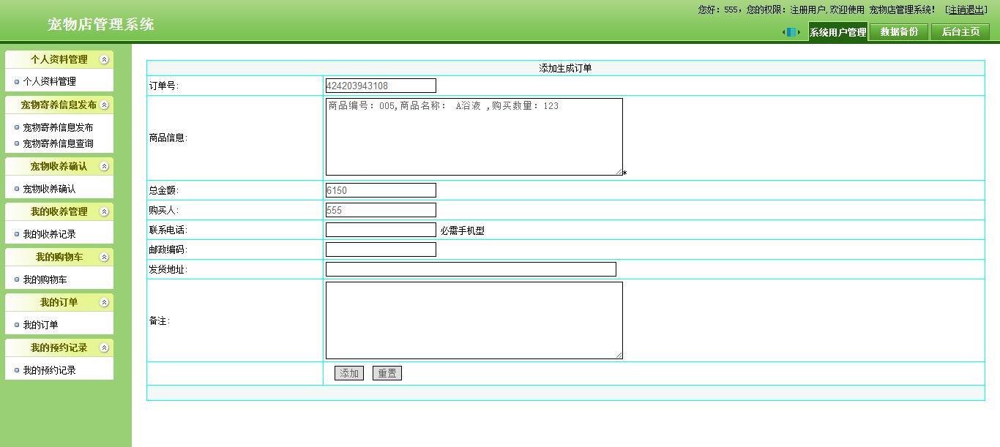 您好：555，您的权限：注册用户,欢迎使用 宠物店管理系统！ [注销退出]
宠物店管理系统
系统用户管理 数据备份 后台主页
个人资料管理
个人资料管理
宠物寄养信息发布
宠物寄养信息发布
宠物寄养信息查询
宠物收养确认
宠物收养确认
我的收养管理
我的收养记录
我的购物车
我的购物车
我的订单
我的订单
我的预约记录
我的预约记录
添加生成订单
订单号: 424203943108
商品信息: 商品编号：005,商品名称： A浴液 ,购买数量：123 *
总金额: 6150
购买人: 555
联系电话: 必需手机型
邮政编码:
发货地址:
备注:
添加 重置